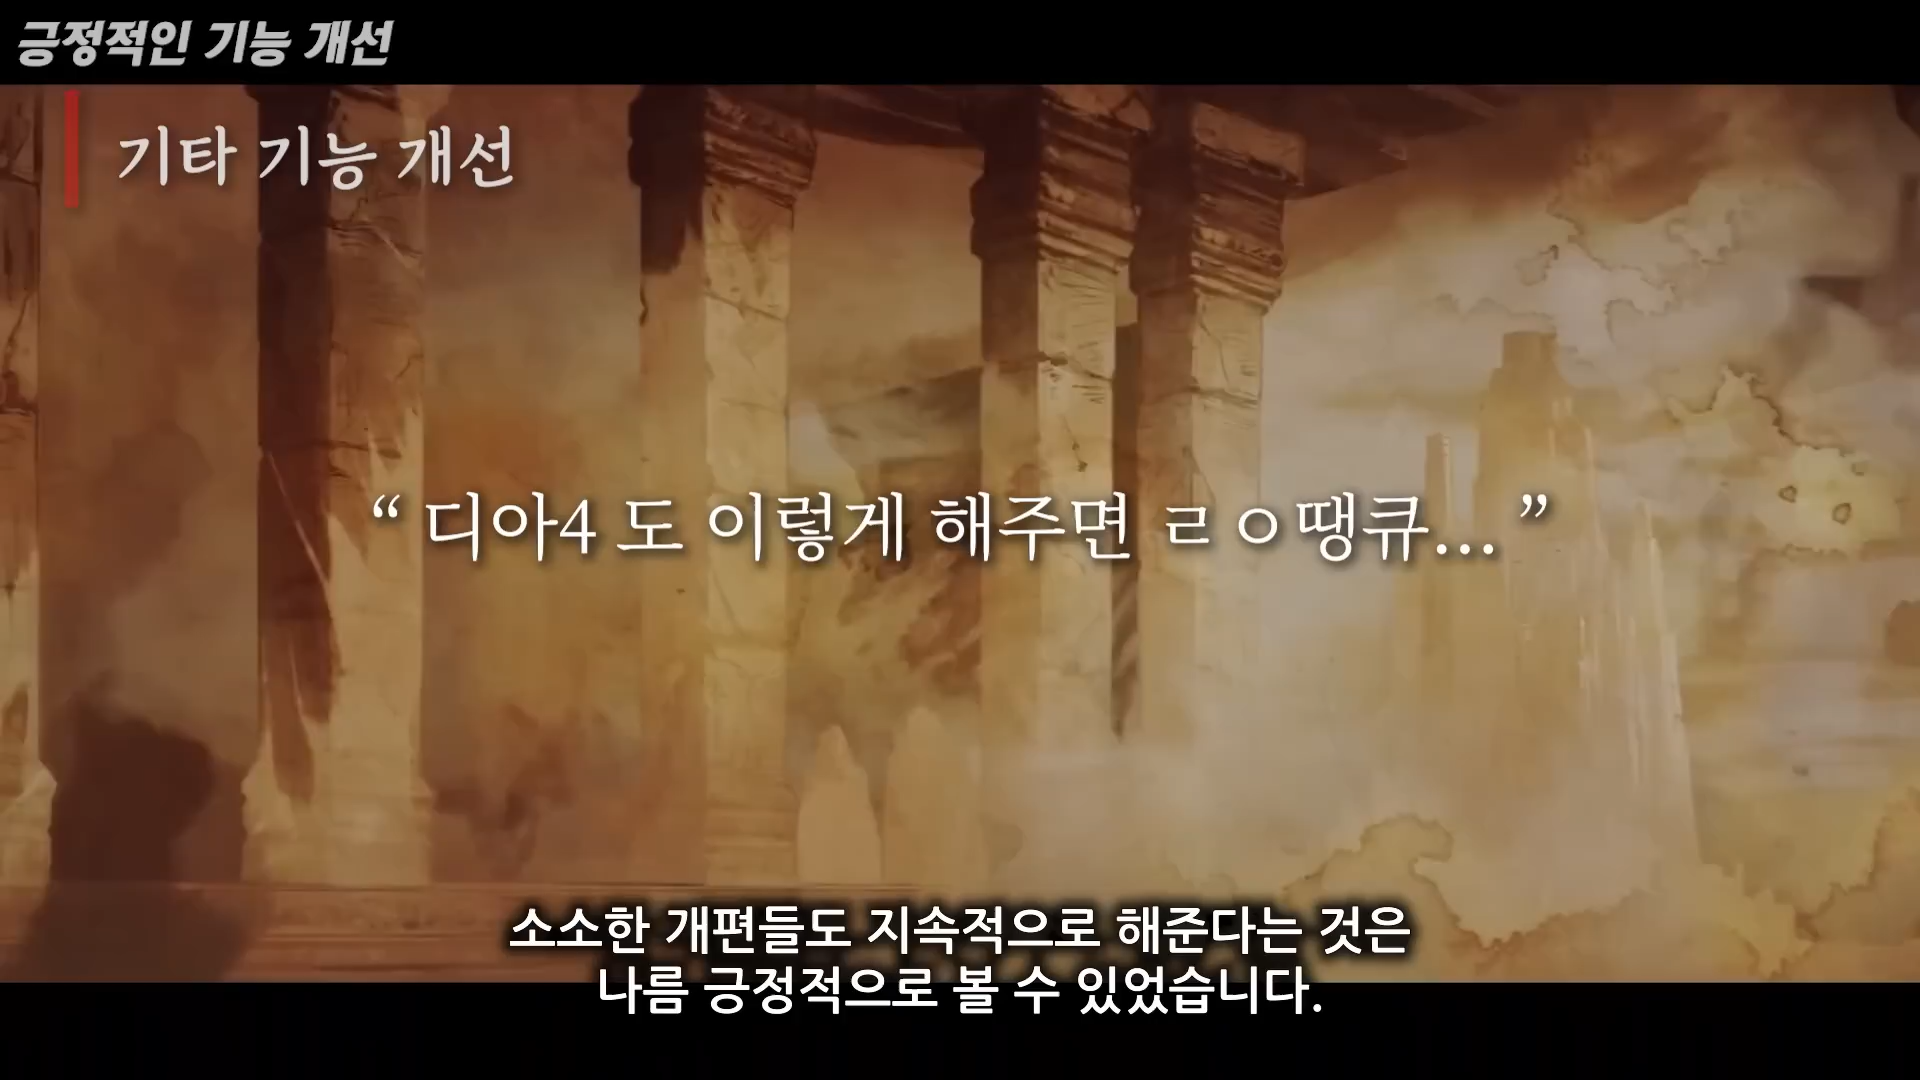 긍정적인 기능 개선
기타 기능 개선
“ 디아4 도 이렇게 해주면 ㄹㅇ땡큐... ”
소소한 개편들도 지속적으로 해준다는 것은
나름 긍정적으로 볼 수 있었습니다.